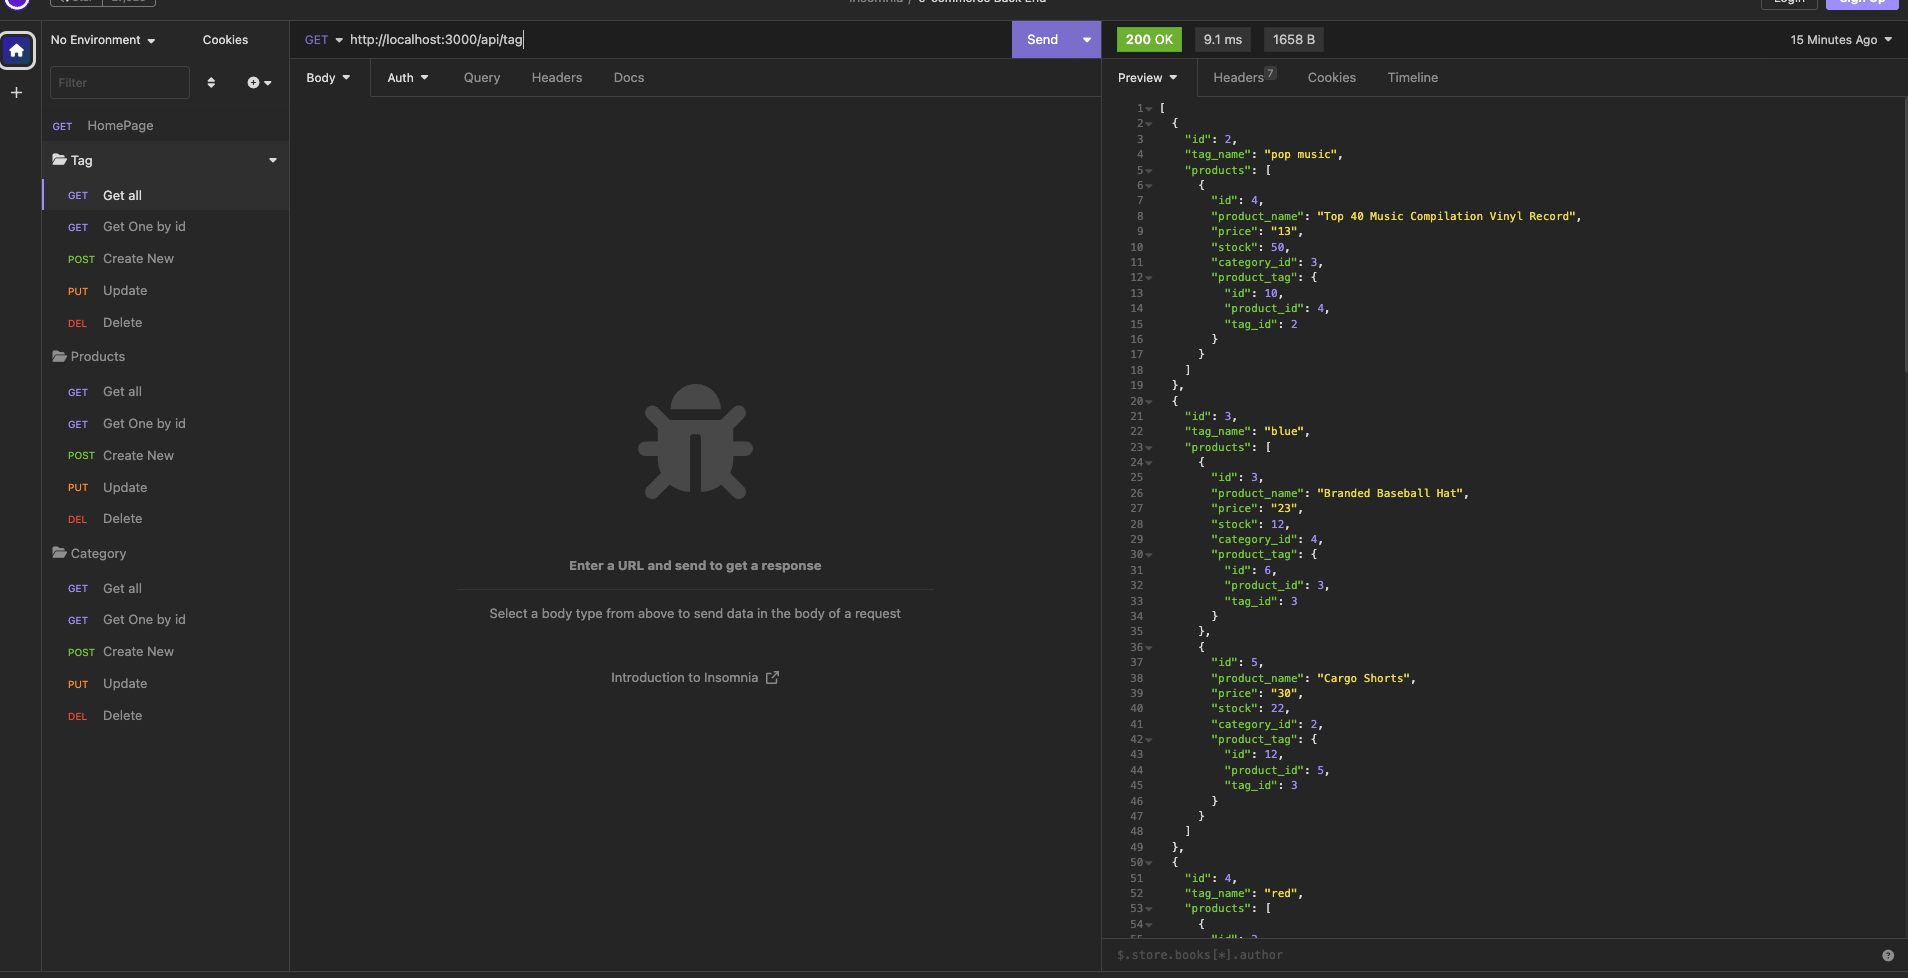 Insomnia / e-commerce Back End
Login
Sign Up
No Environment
Cookies
GET http://localhost:3000/api/tag
Send
200 OK
9.1 ms
1658 B
15 Minutes Ago
Filter
Body
Auth
Query
Headers
Docs
Preview
Headers 7
Cookies
Timeline
GET HomePage
Tag
GET Get all
GET Get One by id
POST Create New
PUT Update
DEL Delete
Products
GET Get all
GET Get One by id
POST Create New
PUT Update
DEL Delete
Category
GET Get all
GET Get One by id
POST Create New
PUT Update
DEL Delete
Enter a URL and send to get a response
Select a body type from above to send data in the body of a request
Introduction to Insomnia
1 [
2 {
3 "id": 2,
4 "tag_name": "pop music",
5 "products": [
6 {
7 "id": 4,
8 "product_name": "Top 40 Music Compilation Vinyl Record",
9 "price": "13",
10 "stock": 50,
11 "category_id": 3,
12 "product_tag": {
13 "id": 10,
14 "product_id": 4,
15 "tag_id": 2
16 }
17 }
18 ]
19 },
20 {
21 "id": 3,
22 "tag_name": "blue",
23 "products": [
24 {
25 "id": 3,
26 "product_name": "Branded Baseball Hat",
27 "price": "23",
28 "stock": 12,
29 "category_id": 4,
30 "product_tag": {
31 "id": 6,
32 "product_id": 3,
33 "tag_id": 3
34 }
35 },
36 {
37 "id": 5,
38 "product_name": "Cargo Shorts",
39 "price": "30",
40 "stock": 22,
41 "category_id": 2,
42 "product_tag": {
43 "id": 12,
44 "product_id": 5,
45 "tag_id": 3
46 }
47 }
48 ]
49 },
50 {
51 "id": 4,
52 "tag_name": "red",
53 "products": [
54 {
$.store.books[*].author